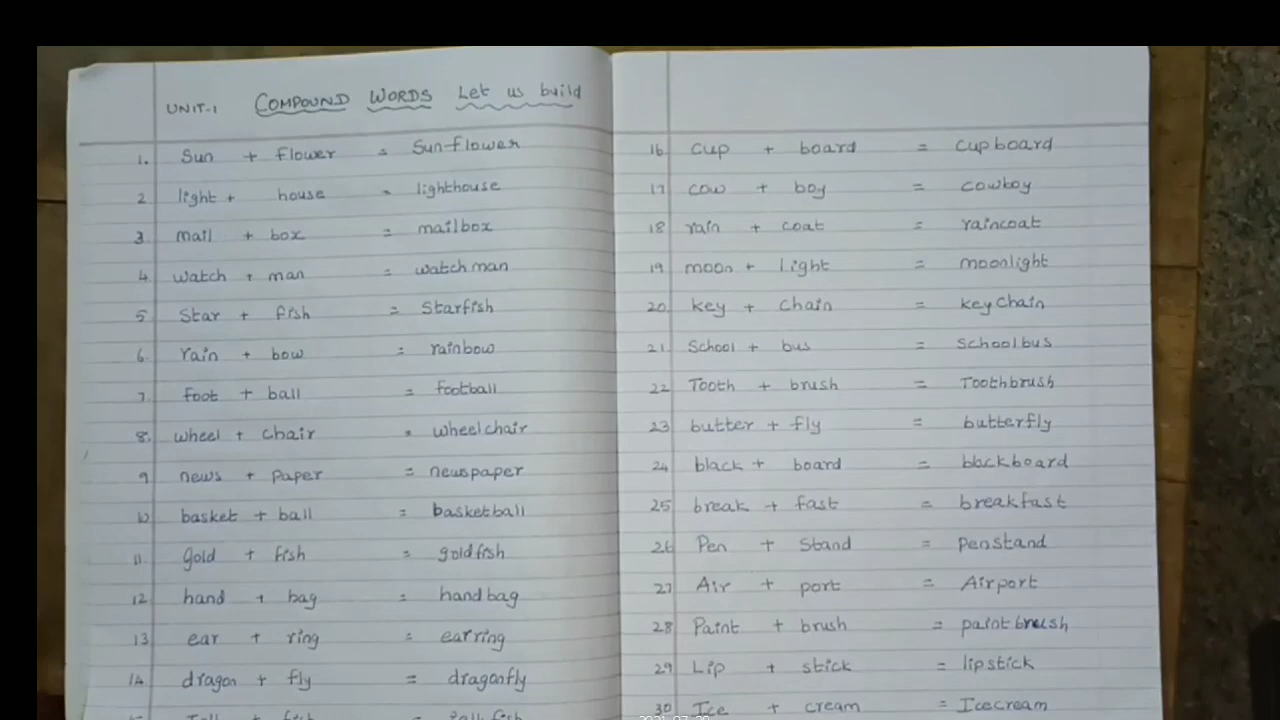 UNIT-1 COMPOUND WORDS Let us build
1. Sun + flower = Sunflower
2 light + house = lighthouse
3 mail + box = mailbox
4 watch + man = watchman
5 Star + fish = Starfish
6 rain + bow = rainbow
7 foot + ball = football
8. wheel + chair = wheelchair
9 news + paper = newspaper
10 basket + ball = basketball
11 gold + fish = goldfish
12 hand + bag = handbag
13 ear + ring = earring
14 dragon + fly = dragonfly
16 cup + board = cupboard
17 cow + boy = cowboy
18 rain + coat = raincoat
19 moon + light = moonlight
20 key + chain = keychain
21 School + bus = Schoolbus
22 Tooth + brush = Toothbrush
23 butter + fly = butterfly
24 black + board = blackboard
25 break + fast = breakfast
26 Pen + Stand = penstand
27 Air + port = Airport
28 Paint + brush = paintbrush
29 Lip + stick = lipstick
30 Ice + cream = Icecream